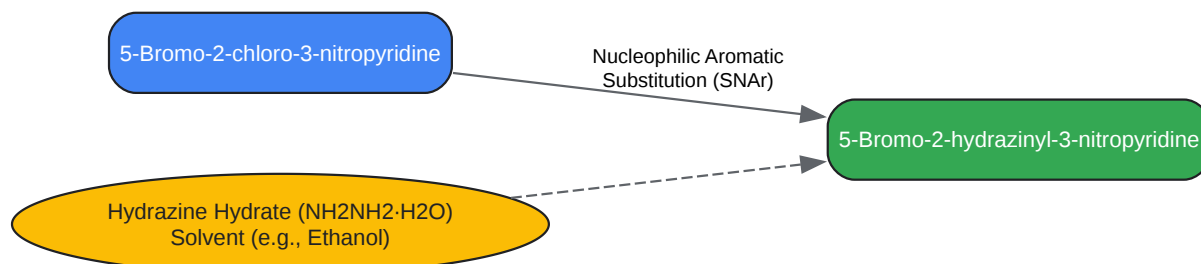 5-Bromo-2-chloro-3-nitropyridine
Nucleophilic Aromatic
Substitution (SNAr)
5-Bromo-2-hydrazinyl-3-nitropyridine
Hydrazine Hydrate (NH2NH2·H2O)
Solvent (e.g., Ethanol)